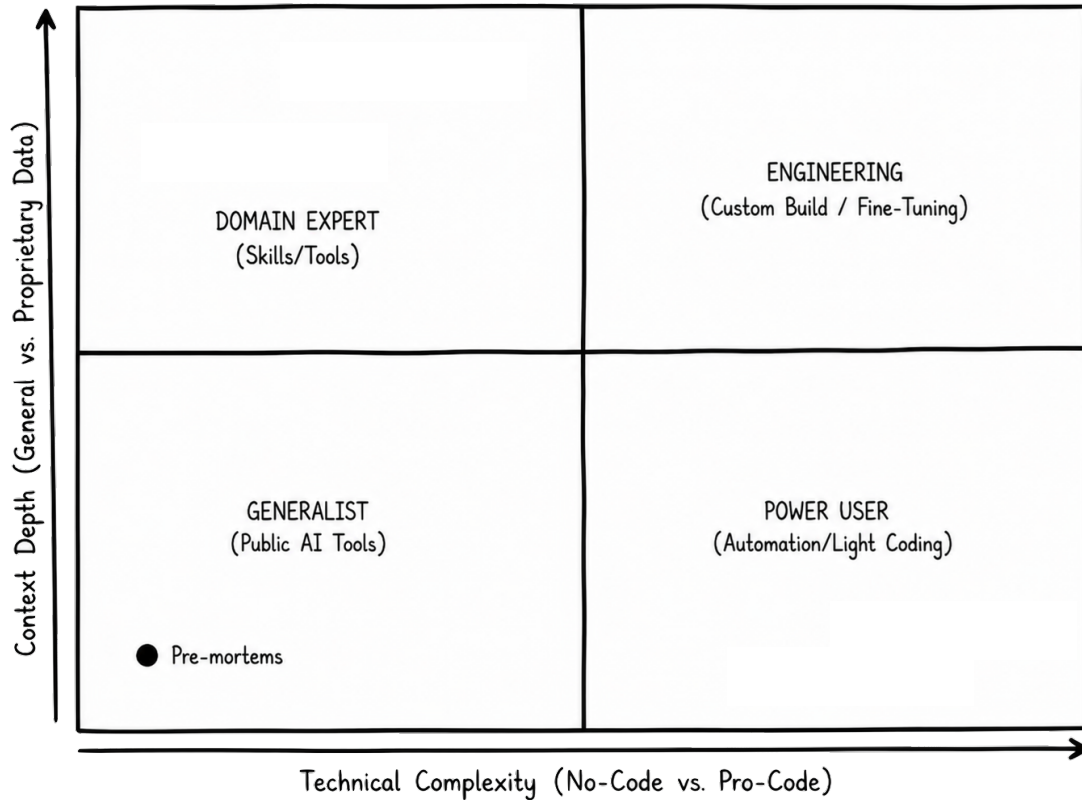 Context Depth (General vs. Proprietary Data)
DOMAIN EXPERT
(Skills/Tools)
ENGINEERING
(Custom Build / Fine-Tuning)
GENERALIST
(Public AI Tools)
POWER USER
(Automation/Light Coding)
Pre-mortems
Technical Complexity (No-Code vs. Pro-Code)